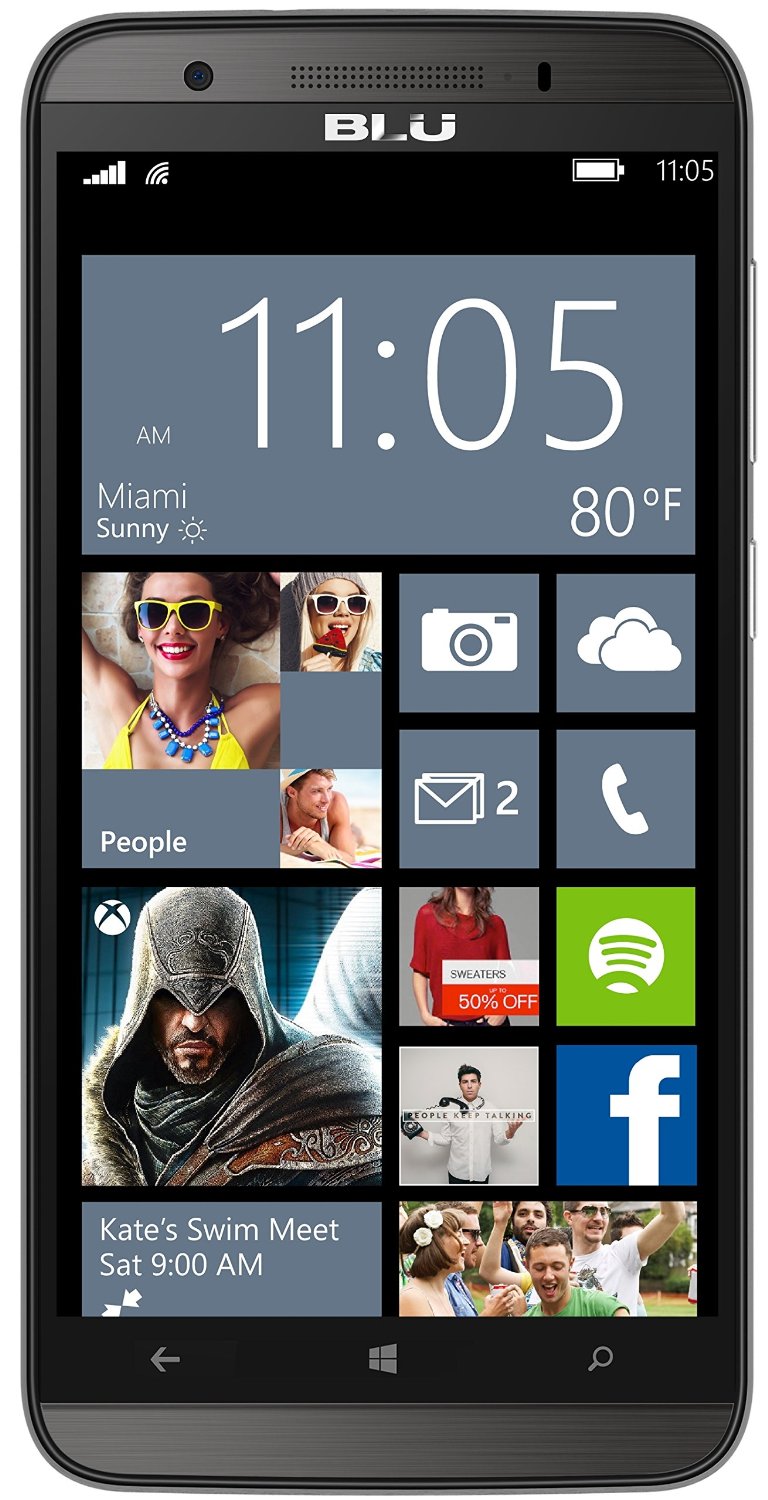 BLU
11:05
11:05
AM
Miami
Sunny
80°F
People
2
SWEATERS
UP TO
50% OFF
PEOPLE KEEP TALKING
f
Kate's Swim Meet
Sat 9:00 AM